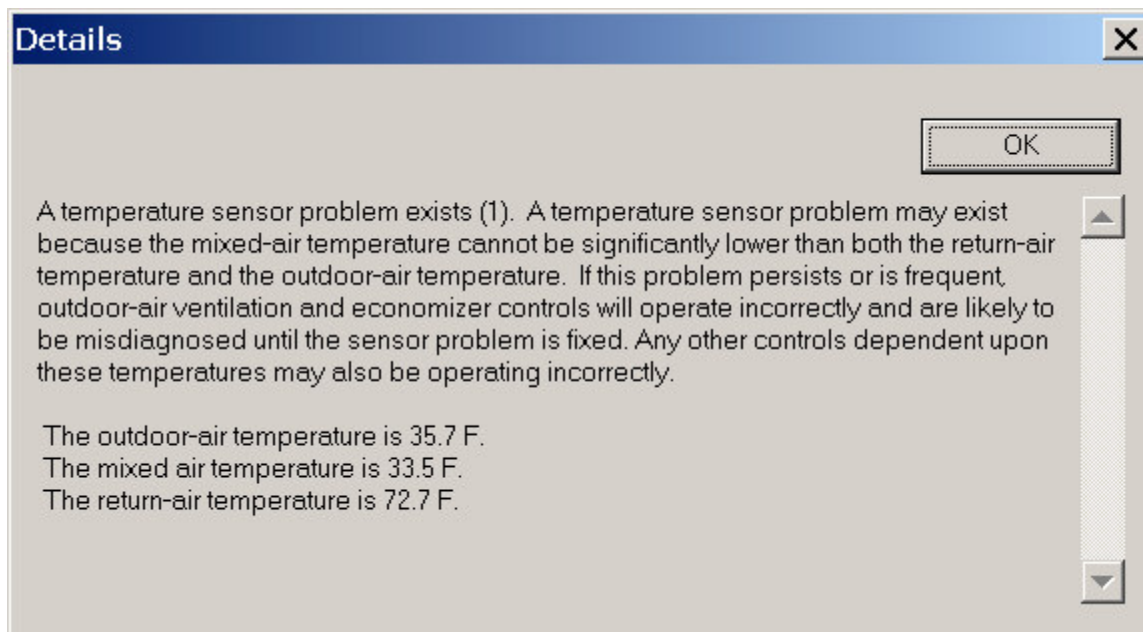 Details
OK
A temperature sensor problem exists (1).  A temperature sensor problem may exist
because the mixed-air temperature cannot be significantly lower than both the return-air
temperature and the outdoor-air temperature.  If this problem persists or is frequent,
outdoor-air ventilation and economizer controls will operate incorrectly and are likely to
be misdiagnosed until the sensor problem is fixed. Any other controls dependent upon
these temperatures may also be operating incorrectly.
The outdoor-air temperature is 35.7 F.
The mixed air temperature is 33.5 F.
The return-air temperature is 72.7 F.